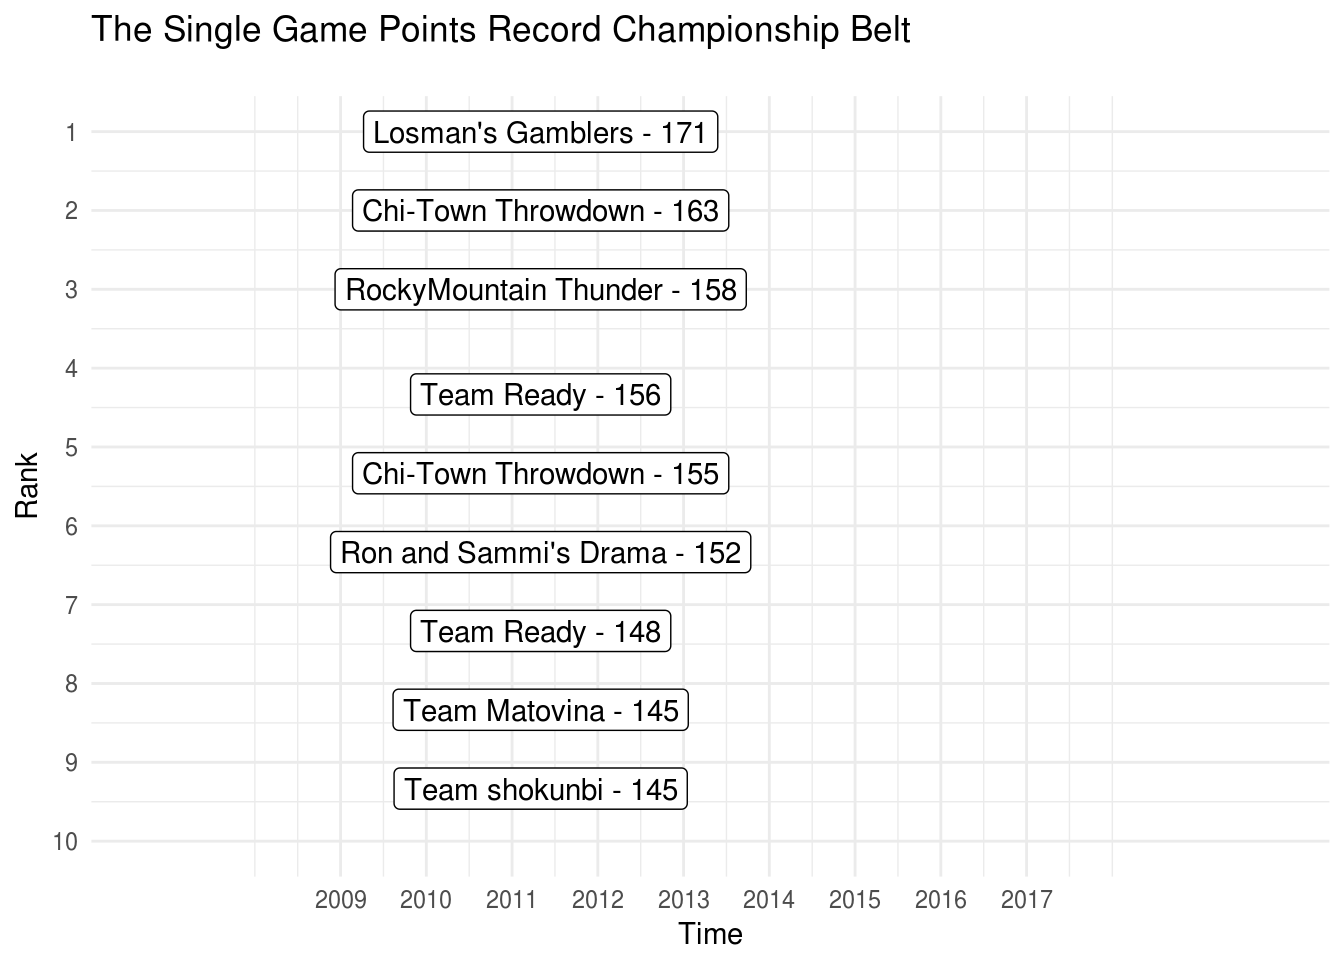 The Single Game Points Record Championship Belt
1
Losman's Gamblers - 171
2
Chi-Town Throwdown - 163
3
RockyMountain Thunder - 158
4
Team Ready - 156
5
Chi-Town Throwdown - 155
6
Ron and Sammi's Drama - 152
7
Team Ready - 148
8
Team Matovina - 145
9
Team shokunbi - 145
10
Rank
2009 2010 2011 2012 2013 2014 2015 2016 2017
Time